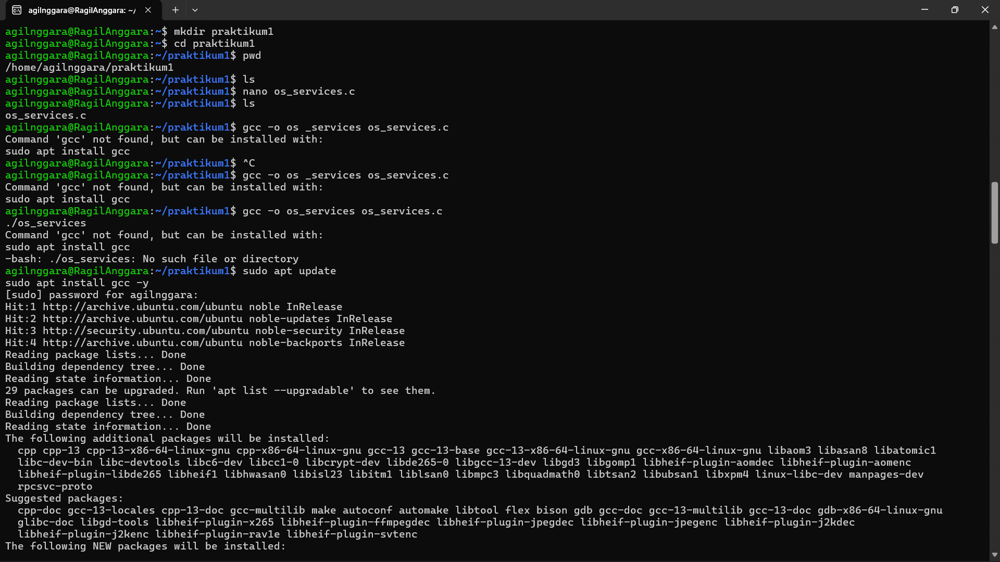 agilnggara@RagilAnggara: ~/
agilnggara@RagilAnggara:~$ mkdir praktikum1
agilnggara@RagilAnggara:~$ cd praktikum1
agilnggara@RagilAnggara:~/praktikum1$ pwd
/home/agilnggara/praktikum1
agilnggara@RagilAnggara:~/praktikum1$ ls
agilnggara@RagilAnggara:~/praktikum1$ nano os_services.c
agilnggara@RagilAnggara:~/praktikum1$ ls
os_services.c
agilnggara@RagilAnggara:~/praktikum1$ gcc -o os _services os_services.c
Command 'gcc' not found, but can be installed with:
sudo apt install gcc
agilnggara@RagilAnggara:~/praktikum1$ ^C
agilnggara@RagilAnggara:~/praktikum1$ gcc -o os _services os_services.c
Command 'gcc' not found, but can be installed with:
sudo apt install gcc
agilnggara@RagilAnggara:~/praktikum1$ gcc -o os_services os_services.c
./os_services
Command 'gcc' not found, but can be installed with:
sudo apt install gcc
-bash: ./os_services: No such file or directory
agilnggara@RagilAnggara:~/praktikum1$ sudo apt update
sudo apt install gcc -y
[sudo] password for agilnggara:
Hit:1 http://archive.ubuntu.com/ubuntu noble InRelease
Hit:2 http://archive.ubuntu.com/ubuntu noble-updates InRelease
Hit:3 http://security.ubuntu.com/ubuntu noble-security InRelease
Hit:4 http://archive.ubuntu.com/ubuntu noble-backports InRelease
Reading package lists... Done
Building dependency tree... Done
Reading state information... Done
29 packages can be upgraded. Run 'apt list --upgradable' to see them.
Reading package lists... Done
Building dependency tree... Done
Reading state information... Done
The following additional packages will be installed:
  cpp cpp-13 cpp-13-x86-64-linux-gnu cpp-x86-64-linux-gnu gcc-13 gcc-13-base gcc-13-x86-64-linux-gnu gcc-x86-64-linux-gnu libaom3 libasan8 libatomic1
  libc-dev-bin libc-devtools libc6-dev libcc1-0 libcrypt-dev libde265-0 libgcc-13-dev libgd3 libgomp1 libheif-plugin-aomdec libheif-plugin-aomenc
  libheif-plugin-libde265 libheif1 libhwasan0 libisl23 libitm1 liblsan0 libmpc3 libquadmath0 libtsan2 libubsan1 libxpm4 linux-libc-dev manpages-dev
  rpcsvc-proto
Suggested packages:
  cpp-doc gcc-13-locales cpp-13-doc gcc-multilib make autoconf automake libtool flex bison gdb gcc-doc gcc-13-multilib gcc-13-doc gdb-x86-64-linux-gnu
  glibc-doc libgd-tools libheif-plugin-x265 libheif-plugin-ffmpegdec libheif-plugin-jpegdec libheif-plugin-jpegenc libheif-plugin-j2kdec
  libheif-plugin-j2kenc libheif-plugin-rav1e libheif-plugin-svtenc
The following NEW packages will be installed: